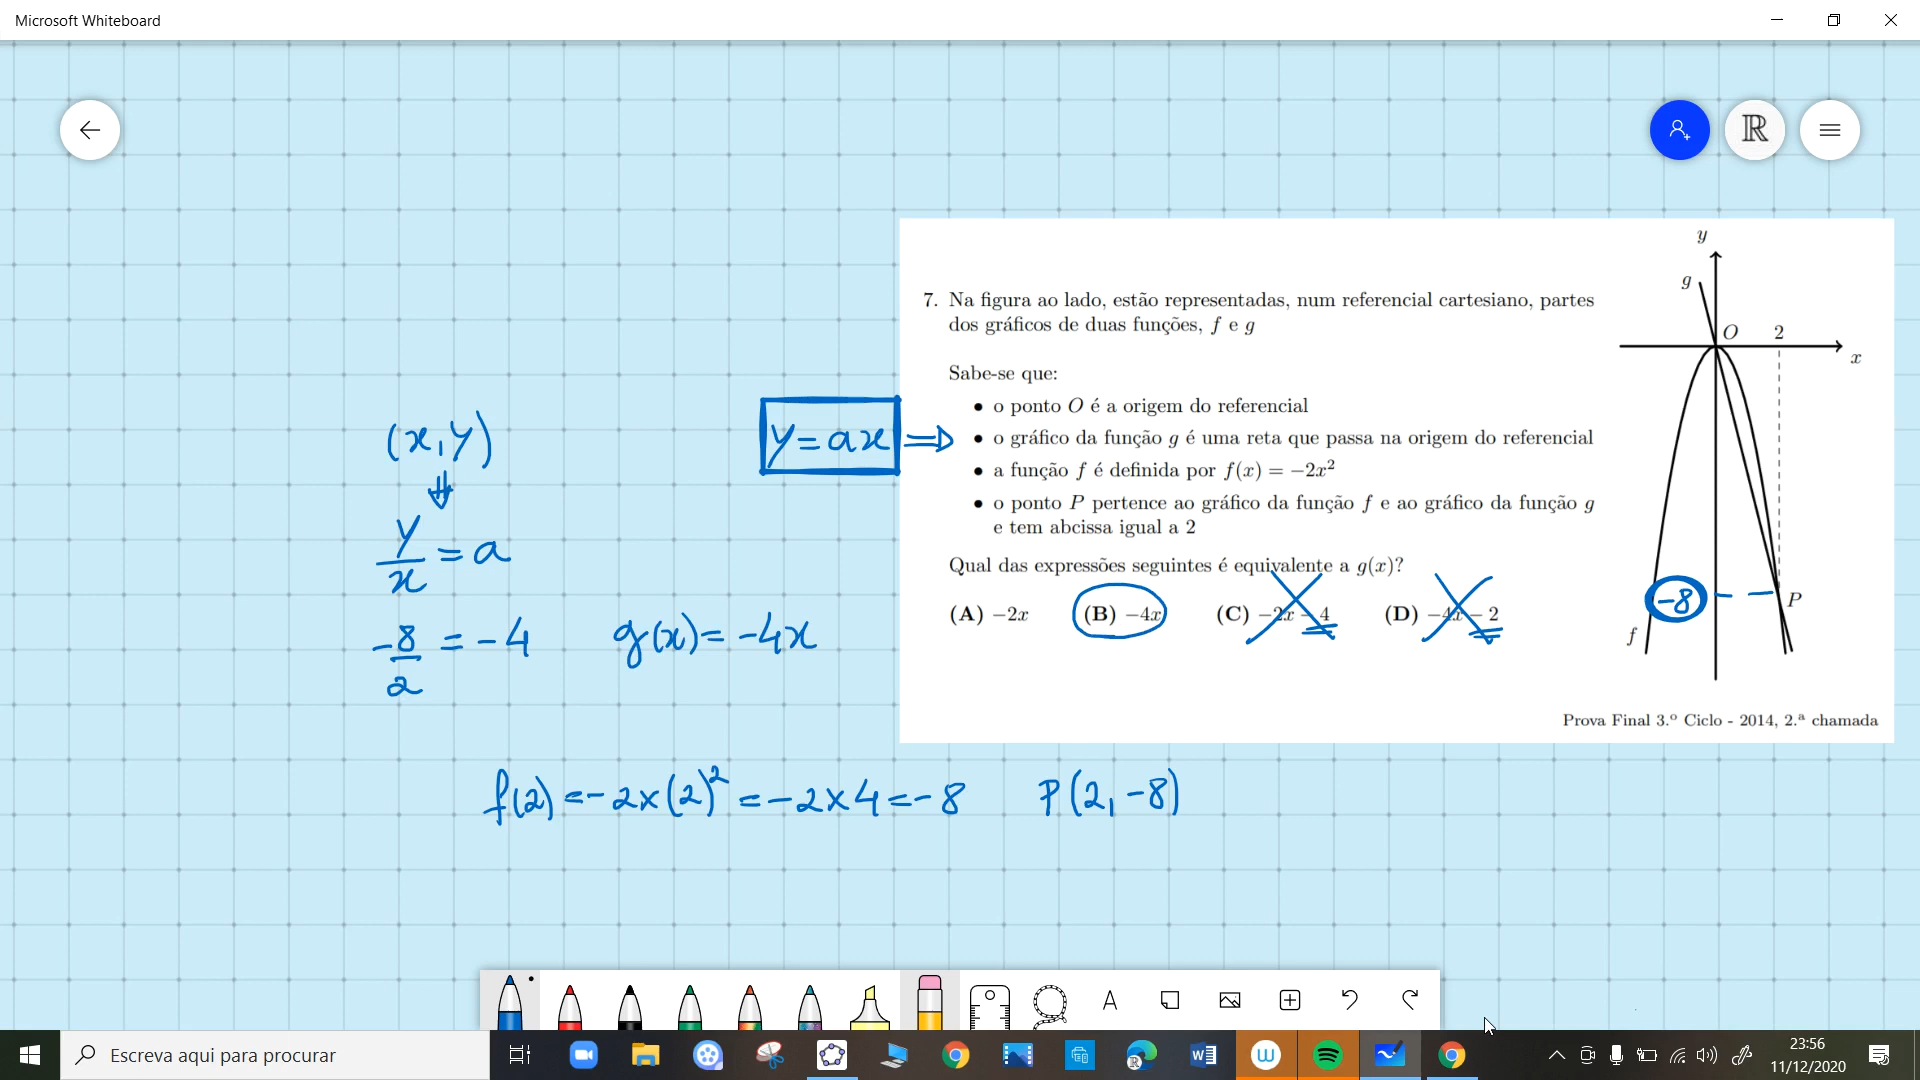 Microsoft Whiteboard
ℝ
7. Na figura ao lado, estão representadas, num referencial cartesiano, partes
dos gráficos de duas funções, f e g
Sabe-se que:
• o ponto O é a origem do referencial
• o gráfico da função g é uma reta que passa na origem do referencial
• a função f é definida por f(x) = −2x²
• o ponto P pertence ao gráfico da função f e ao gráfico da função g
e tem abcissa igual a 2
Qual das expressões seguintes é equivalente a g(x)?
(A) −2x (B) −4x (C) −2x − 4 (D) −4x − 2
y
g
O 2
x
-8
P
f
Prova Final 3.º Ciclo - 2014, 2.ª chamada
(x,y)
y = ax ⇒
y/x = a
-8/2 = -4 g(x) = -4x
f(2) = -2x(2)² = -2x4 = -8 P(2,-8)
Escreva aqui para procurar
23:56
11/12/2020